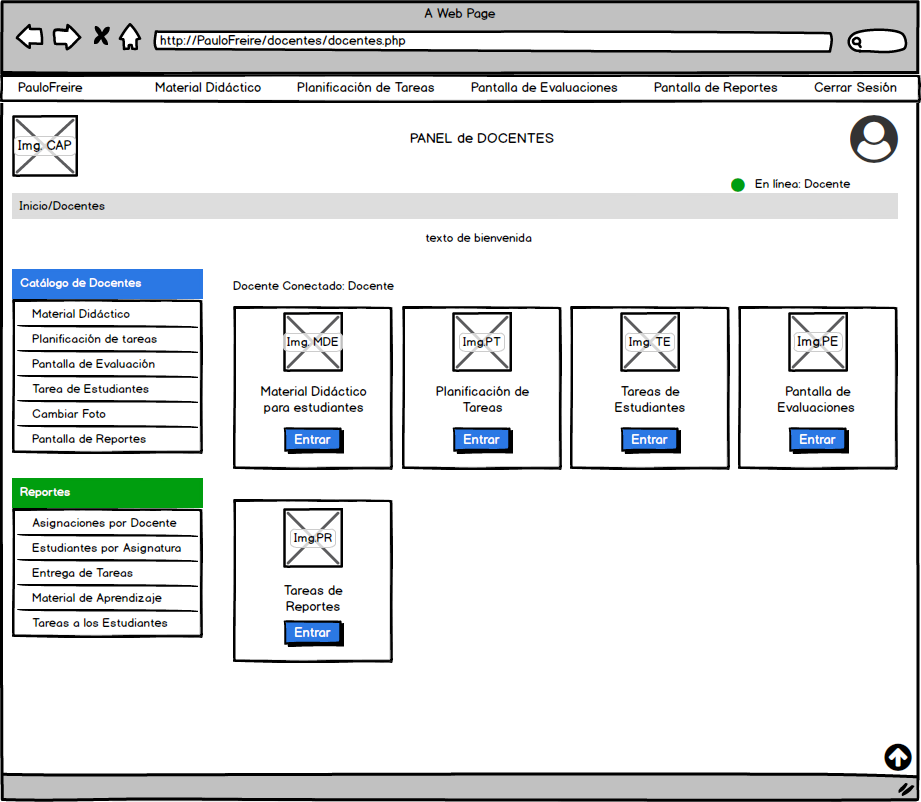 A Web Page
http://PauloFreire/docentes/docentes.php
PauloFreire Material Didáctico Planificación de Tareas Pantalla de Evaluaciones Pantalla de Reportes Cerrar Sesión
Img. CAP
PANEL de DOCENTES
En línea: Docente
Inicio/Docentes
texto de bienvenida
Catálogo de Docentes
Material Didáctico
Planificación de tareas
Pantalla de Evaluación
Tarea de Estudiantes
Cambiar Foto
Pantalla de Reportes
Reportes
Asignaciones por Docente
Estudiantes por Asignatura
Entrega de Tareas
Material de Aprendizaje
Tareas a los Estudiantes
Docente Conectado: Docente
Img. MDE
Material Didáctico
para estudiantes
Entrar
Img.PT
Planificación de
Tareas
Entrar
Img. TE
Tareas de
Estudiantes
Entrar
Img.PE
Pantalla de
Evaluaciones
Entrar
Img.PR
Tareas de
Reportes
Entrar